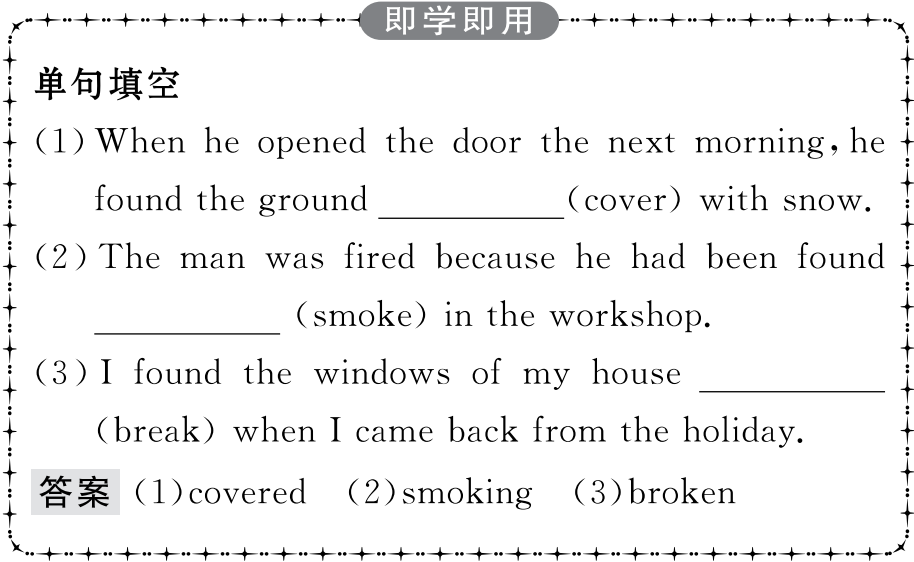 即学即用
单句填空
(1) When he opened the door the next morning, he
found the ground ____________(cover) with snow.
(2) The man was fired because he had been found
____________ (smoke) in the workshop.
(3) I found the windows of my house ____________
(break) when I came back from the holiday.
答案 (1)covered (2)smoking (3)broken